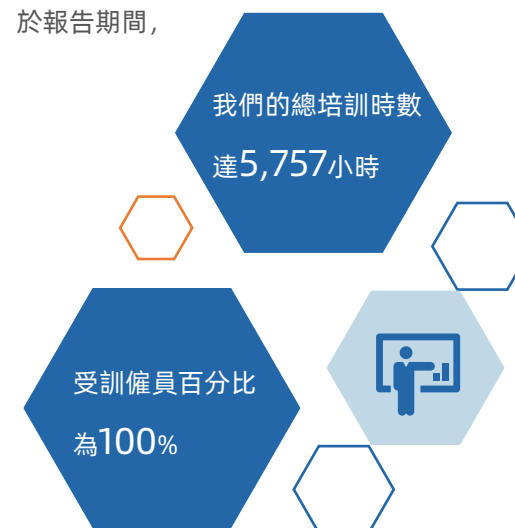 於報告期間，
我們的總培訓時數
達5,757小時
受訓僱員百分比
為100%